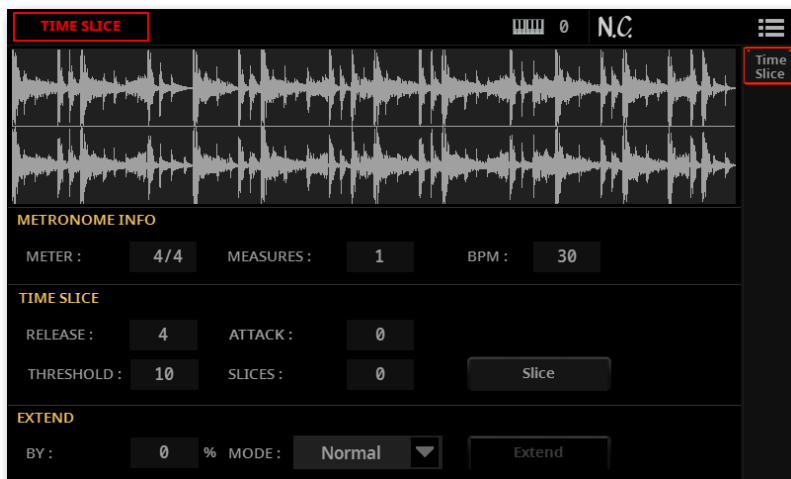 TIME SLICE 0 N.C.
Time
Slice
METRONOME INFO
METER : 4/4 MEASURES : 1 BPM : 30
TIME SLICE
RELEASE : 4 ATTACK : 0
THRESHOLD : 10 SLICES : 0 Slice
EXTEND
BY : 0 % MODE : Normal Extend